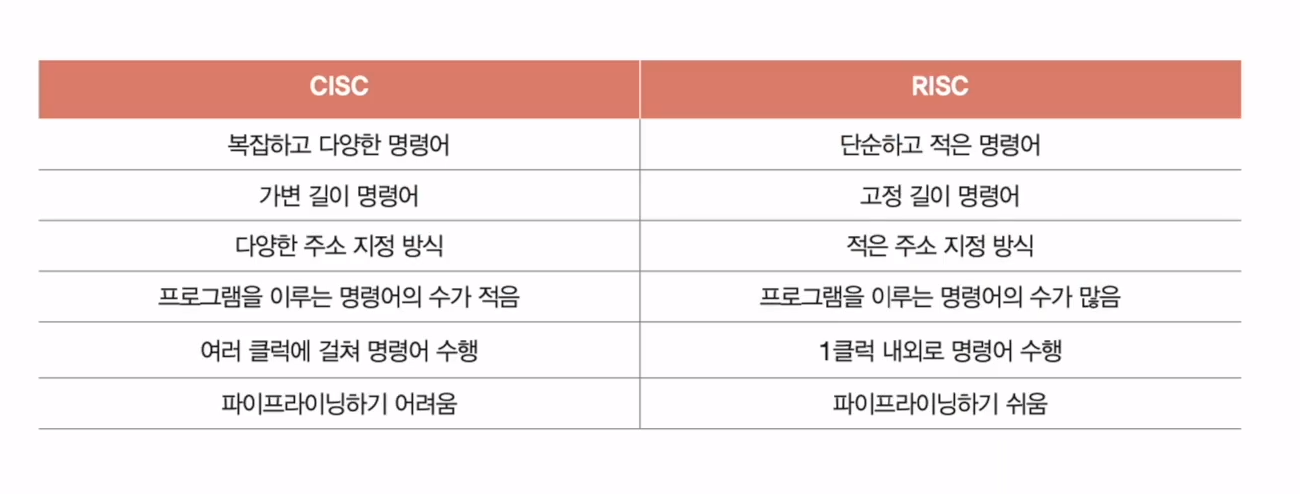 CISC RISC
복잡하고 다양한 명령어 단순하고 적은 명령어
가변 길이 명령어 고정 길이 명령어
다양한 주소 지정 방식 적은 주소 지정 방식
프로그램을 이루는 명령어의 수가 적음 프로그램을 이루는 명령어의 수가 많음
여러 클럭에 걸쳐 명령어 수행 1클럭 내외로 명령어 수행
파이프라이닝하기 어려움 파이프라이닝하기 쉬움